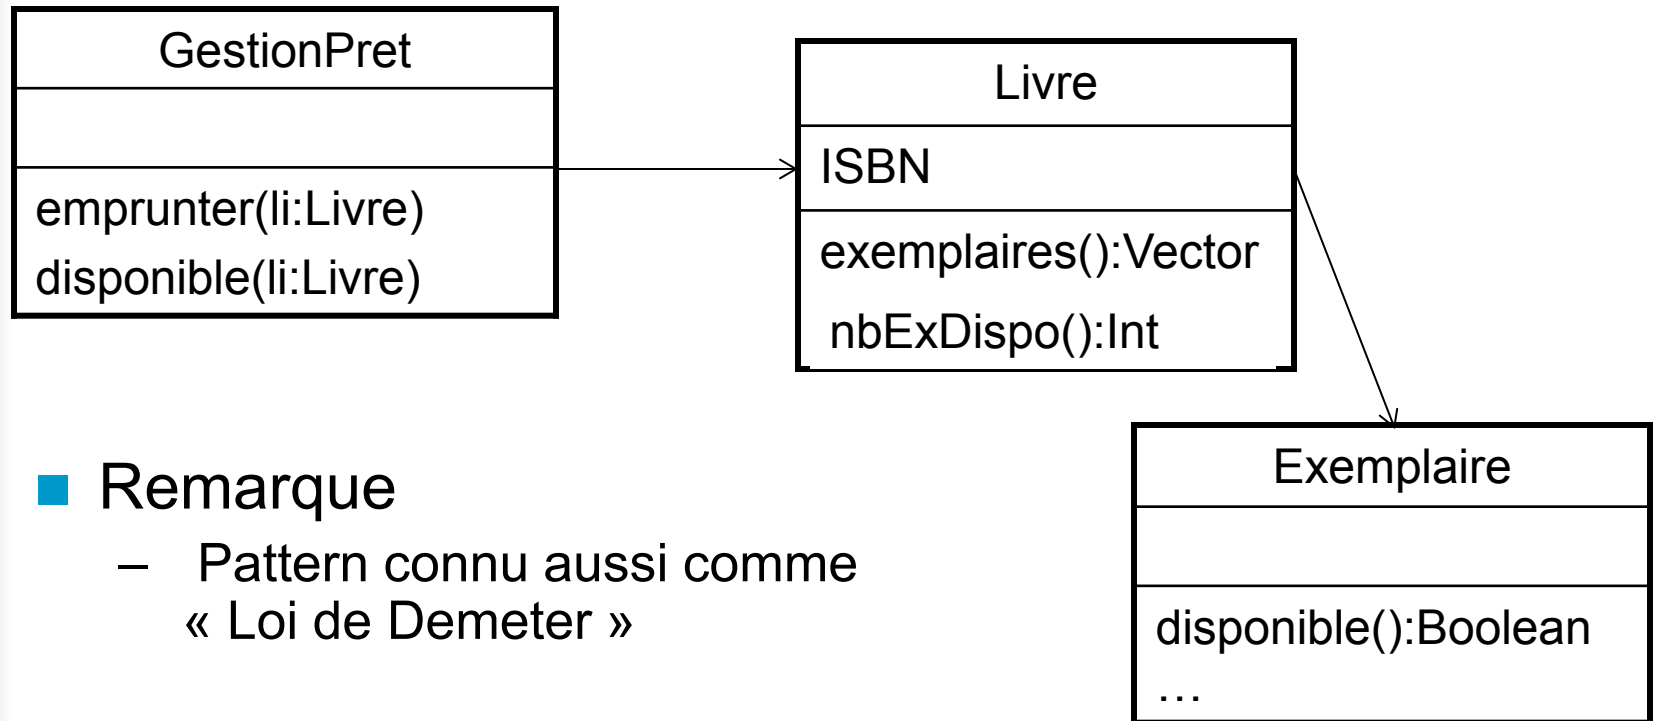 GestionPret
emprunter(li:Livre)
disponible(li:Livre)
Livre
ISBN
exemplaires():Vector
nbExDispo():Int
Exemplaire
disponible():Boolean
…
Remarque
– Pattern connu aussi comme
« Loi de Demeter »